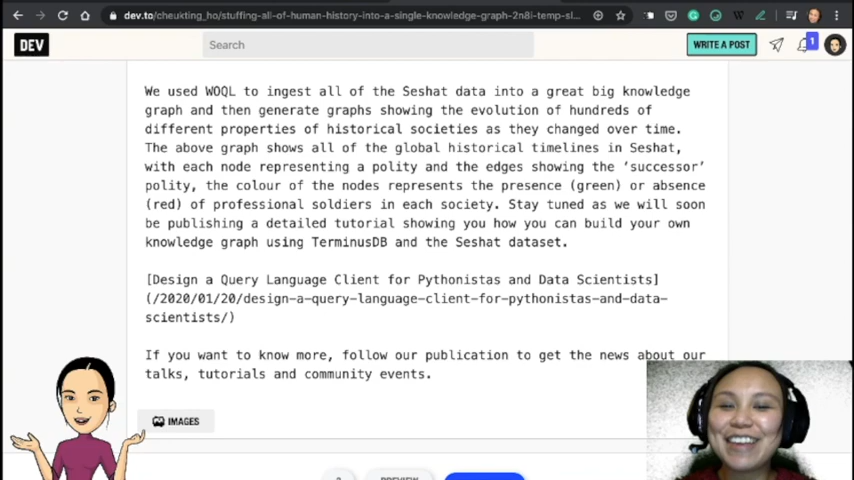 dev.to/cheukting_ho/stuffing-all-of-human-history-into-a-single-knowledge-graph-2n8i-temp-sl...
DEV
Search
WRITE A POST
1
We used WOQL to ingest all of the Seshat data into a great big knowledge
graph and then generate graphs showing the evolution of hundreds of
different properties of historical societies as they changed over time.
The above graph shows all of the global historical timelines in Seshat,
with each node representing a polity and the edges showing the ‘successor’
polity, the colour of the nodes represents the presence (green) or absence
(red) of professional soldiers in each society. Stay tuned as we will soon
be publishing a detailed tutorial showing you how you can build your own
knowledge graph using TerminusDB and the Seshat dataset.
[Design a Query Language Client for Pythonistas and Data Scientists]
(/2020/01/20/design-a-query-language-client-for-pythonistas-and-data-
scientists/)
If you want to know more, follow our publication to get the news about our
talks, tutorials and community events.
IMAGES
PREVIEW